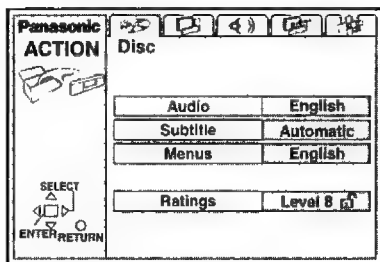 Panasonic
ACTION
Disc
Audio English
Subtitle Automatic
Menus English
Ratings Level 8
SELECT
ENTER RETURN